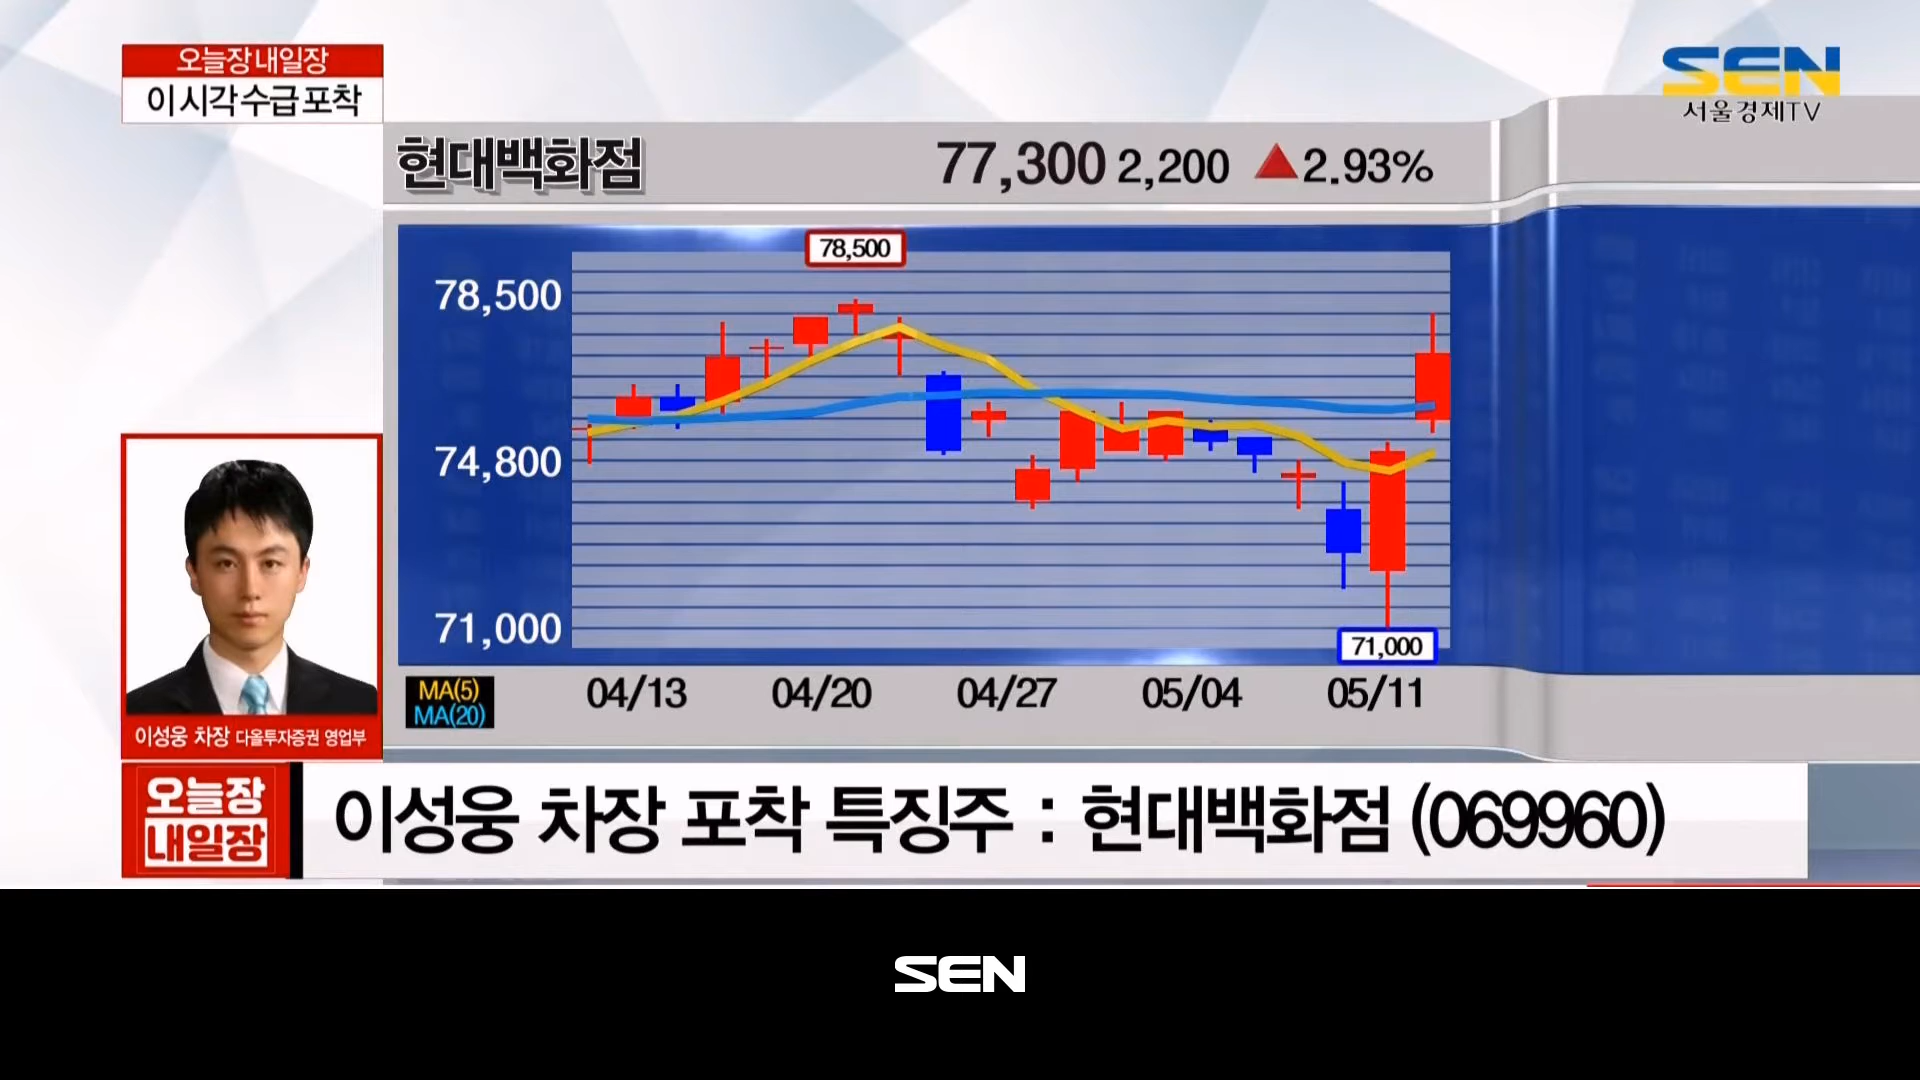 오늘장 내일장
이 시각 수급 포착
SEN
서울경제TV
현대백화점
77,300 2,200 ▲2.93%
78,500
78,500
74,800
71,000
71,000
MA(5)
MA(20)
04/13 04/20 04/27 05/04 05/11
이성웅 차장 다올투자증권 영업부
오늘장
내일장
이성웅 차장 포착 특징주 : 현대백화점 (069960)
SEN